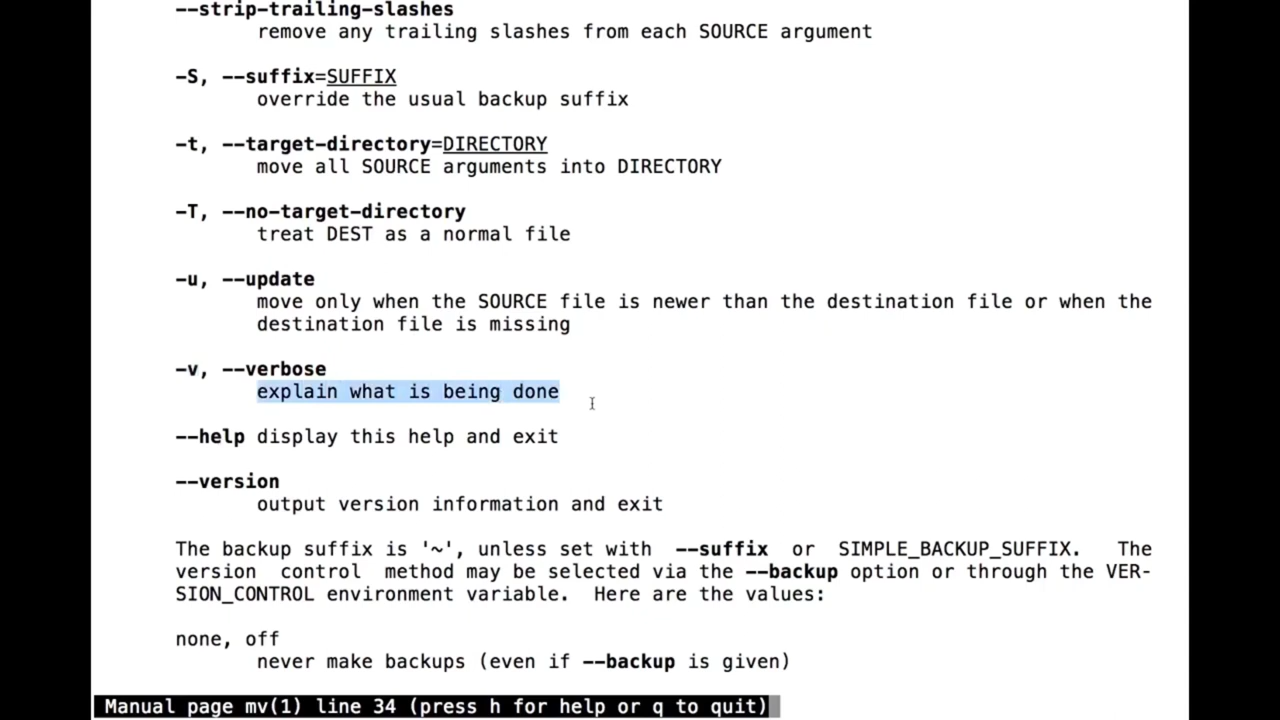 --strip-trailing-slashes
remove any trailing slashes from each SOURCE argument
-S, --suffix=SUFFIX
override the usual backup suffix
-t, --target-directory=DIRECTORY
move all SOURCE arguments into DIRECTORY
-T, --no-target-directory
treat DEST as a normal file
-u, --update
move only when the SOURCE file is newer than the destination file or when the
destination file is missing
-v, --verbose
explain what is being done
--help display this help and exit
--version
output version information and exit
The backup suffix is '~', unless set with --suffix or SIMPLE_BACKUP_SUFFIX. The
version control method may be selected via the --backup option or through the VER-
SION_CONTROL environment variable. Here are the values:
none, off
never make backups (even if --backup is given)
Manual page mv(1) line 34 (press h for help or q to quit)